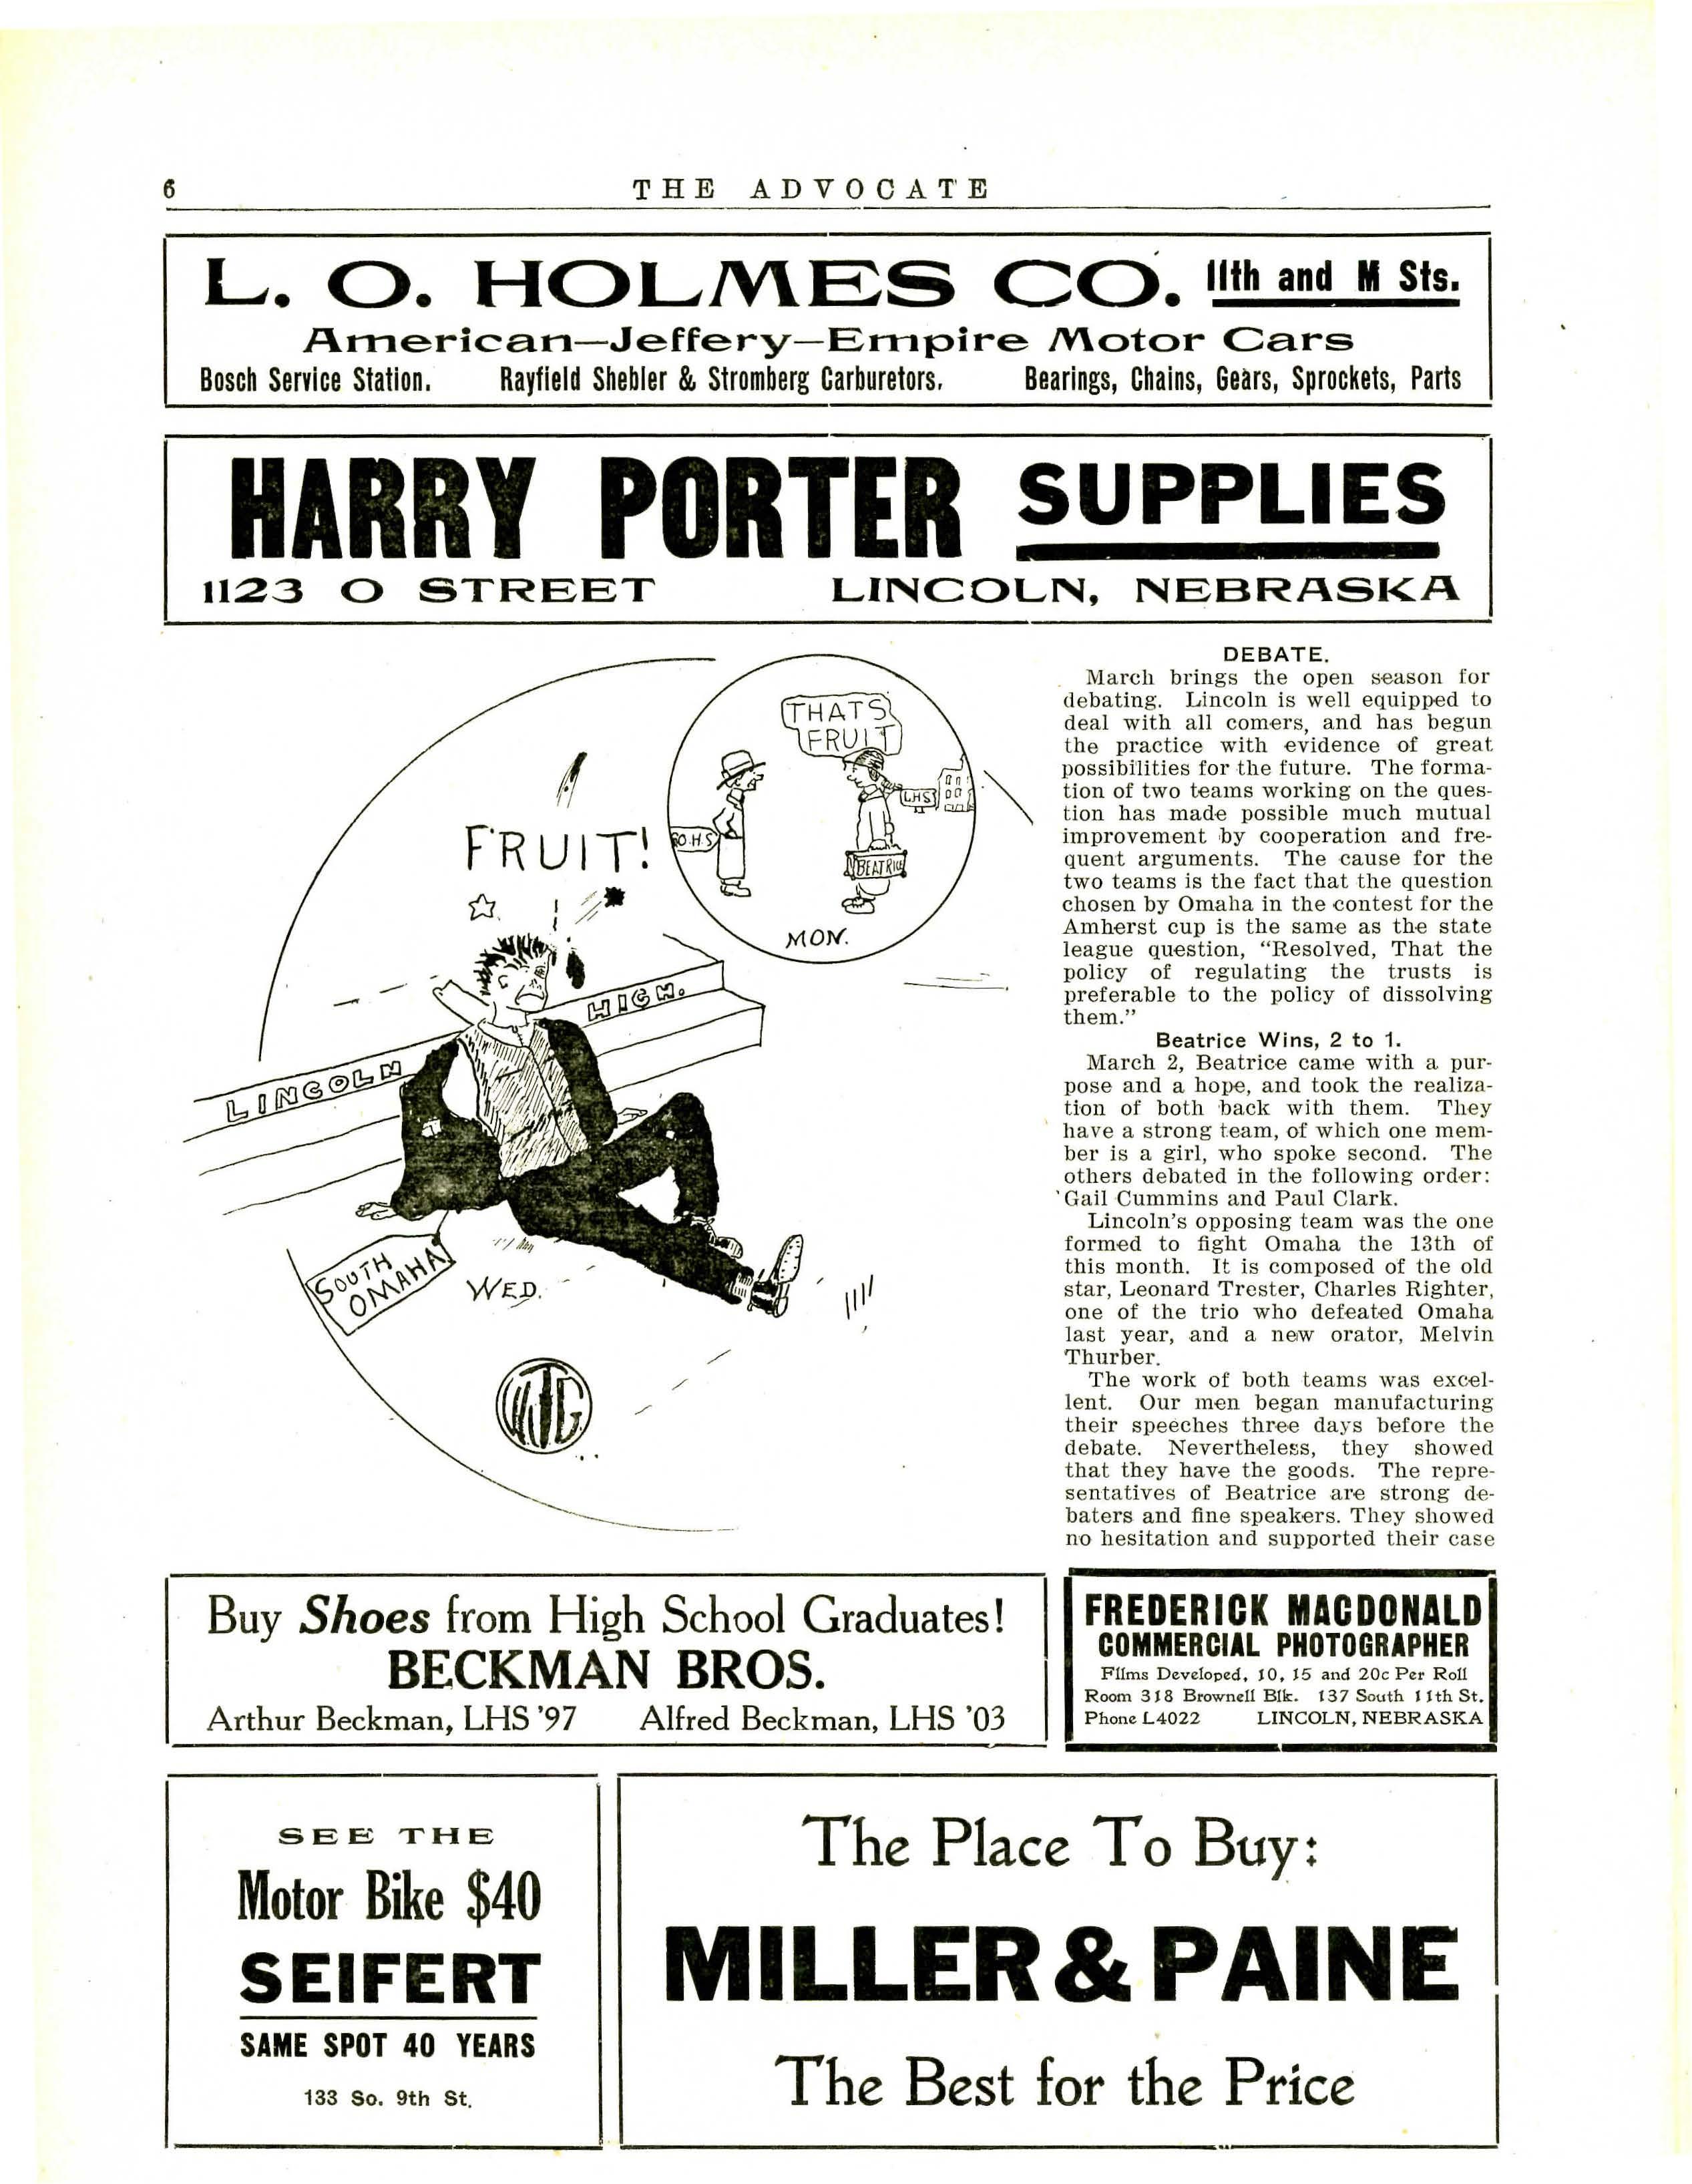 6
THE ADVOCATE
L. O. HOLMES CO. 11th and M Sts.
American—Jeffery—Empire Motor Cars
Bosch Service Station. Rayfield Shebler & Stromberg Carburetors. Bearings, Chains, Gears, Sprockets, Parts
HARRY PORTER SUPPLIES
1123 O STREET LINCOLN, NEBRASKA
THATS
FRUIT
LHS
O.H.S
BEATRICE
MON.
FRUIT!
LINCOLN HIGH.
SOUTH
OMAHA
WED.
WJG
DEBATE.
March brings the open season for
debating. Lincoln is well equipped to
deal with all comers, and has begun
the practice with evidence of great
possibilities for the future. The forma-
tion of two teams working on the ques-
tion has made possible much mutual
improvement by cooperation and fre-
quent arguments. The cause for the
two teams is the fact that the question
chosen by Omaha in the contest for the
Amherst cup is the same as the state
league question, “Resolved, That the
policy of regulating the trusts is
preferable to the policy of dissolving
them.”
Beatrice Wins, 2 to 1.
March 2, Beatrice came with a pur-
pose and a hope, and took the realiza-
tion of both back with them. They
have a strong team, of which one mem-
ber is a girl, who spoke second. The
others debated in the following order:
Gail Cummins and Paul Clark.
Lincoln’s opposing team was the one
formed to fight Omaha the 13th of
this month. It is composed of the old
star, Leonard Trester, Charles Righter,
one of the trio who defeated Omaha
last year, and a new orator, Melvin
Thurber.
The work of both teams was excel-
lent. Our men began manufacturing
their speeches three days before the
debate. Nevertheless, they showed
that they have the goods. The repre-
sentatives of Beatrice are strong de-
baters and fine speakers. They showed
no hesitation and supported their case
Buy Shoes from High School Graduates!
BECKMAN BROS.
Arthur Beckman, LHS ’97 Alfred Beckman, LHS ’03
FREDERICK MACDONALD
COMMERCIAL PHOTOGRAPHER
Films Developed, 10, 15 and 20c Per Roll
Room 318 Brownell Blk. 137 South 11th St.
Phone L4022 LINCOLN, NEBRASKA
SEE THE
Motor Bike $40
SEIFERT
SAME SPOT 40 YEARS
133 So. 9th St.
The Place To Buy:
MILLER & PAINE
The Best for the Price